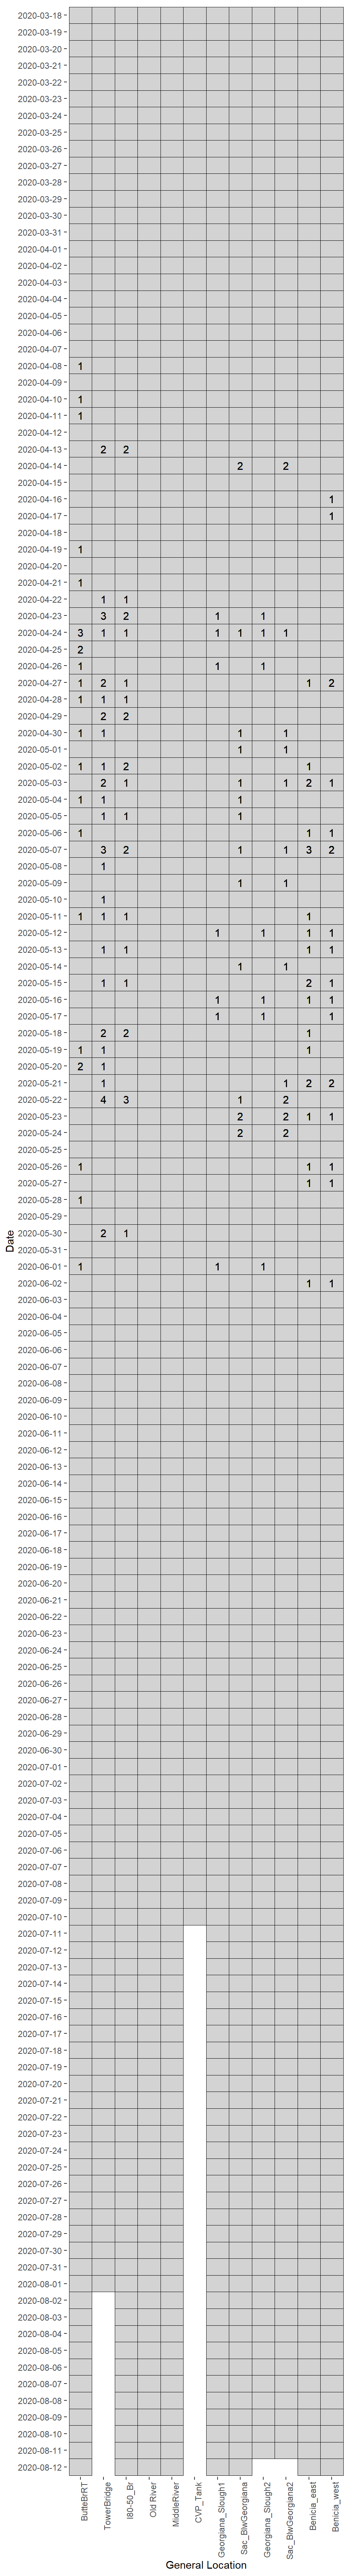 2020-03-18
2020-03-19
2020-03-20
2020-03-21
2020-03-22
2020-03-23
2020-03-24
2020-03-25
2020-03-26
2020-03-27
2020-03-28
2020-03-29
2020-03-30
2020-03-31
2020-04-01
2020-04-02
2020-04-03
2020-04-04
2020-04-05
2020-04-06
2020-04-07
2020-04-08 1
2020-04-09
2020-04-10 1
2020-04-11 1
2020-04-12
2020-04-13 2 2
2020-04-14 2 2
2020-04-15
2020-04-16 1
2020-04-17 1
2020-04-18
2020-04-19 1
2020-04-20
2020-04-21 1
2020-04-22 1 1
2020-04-23 3 2 1 1
2020-04-24 3 1 1 1 1 1 1
2020-04-25 2
2020-04-26 1 1 1
2020-04-27 1 2 1 1 2
2020-04-28 1 1 1
2020-04-29 2 2
2020-04-30 1 1 1 1
2020-05-01 1 1
2020-05-02 1 1 2 1
2020-05-03 2 1 1 1 2 1
2020-05-04 1 1 1
2020-05-05 1 1 1
2020-05-06 1 1 1
2020-05-07 3 2 1 1 3 2
2020-05-08 1
2020-05-09 1 1
2020-05-10 1
2020-05-11 1 1 1 1
2020-05-12 1 1 1 1
2020-05-13 1 1 1 1
2020-05-14 1 1
2020-05-15 1 1 2 1
2020-05-16 1 1 1 1
2020-05-17 1 1 1
2020-05-18 2 2 1
2020-05-19 1 1 1
2020-05-20 2 1
2020-05-21 1 1 2 2
2020-05-22 4 3 1 2
2020-05-23 2 2 1 1
2020-05-24 2 2
2020-05-25
2020-05-26 1 1 1
2020-05-27 1 1
2020-05-28 1
2020-05-29
2020-05-30 2 1
2020-05-31
2020-06-01 1 1 1
2020-06-02 1 1
2020-06-03
2020-06-04
2020-06-05
2020-06-06
2020-06-07
2020-06-08
2020-06-09
2020-06-10
2020-06-11
2020-06-12
2020-06-13
2020-06-14
2020-06-15
2020-06-16
2020-06-17
2020-06-18
2020-06-19
2020-06-20
2020-06-21
2020-06-22
2020-06-23
2020-06-24
2020-06-25
2020-06-26
2020-06-27
2020-06-28
2020-06-29
2020-06-30
2020-07-01
2020-07-02
2020-07-03
2020-07-04
2020-07-05
2020-07-06
2020-07-07
2020-07-08
2020-07-09
2020-07-10
2020-07-11
2020-07-12
2020-07-13
2020-07-14
2020-07-15
2020-07-16
2020-07-17
2020-07-18
2020-07-19
2020-07-20
2020-07-21
2020-07-22
2020-07-23
2020-07-24
2020-07-25
2020-07-26
2020-07-27
2020-07-28
2020-07-29
2020-07-30
2020-07-31
2020-08-01
2020-08-02
2020-08-03
2020-08-04
2020-08-05
2020-08-06
2020-08-07
2020-08-08
2020-08-09
2020-08-10
2020-08-11
2020-08-12
Date
ButteBrRT
TowerBridge
I80-50_Br
Old River
MiddleRiver
CVP_Tank
Georgiana_Slough1
Sac_BlwGeorgiana
Georgiana_Slough2
Sac_BlwGeorgiana2
Benicia_east
Benicia_west
General Location